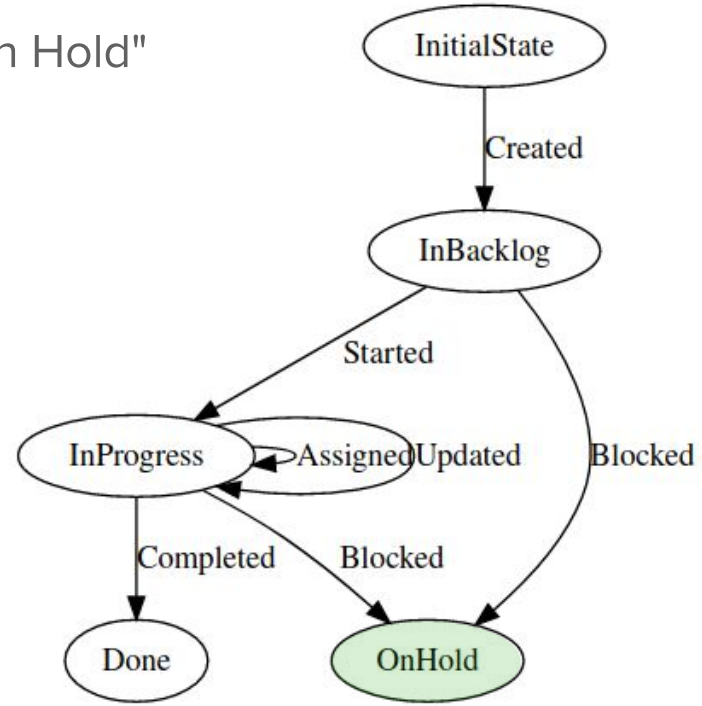 n Hold"
InitialState
Created
InBacklog
Started
InProgress
Assigned
Updated
Blocked
Completed
Blocked
Done
OnHold